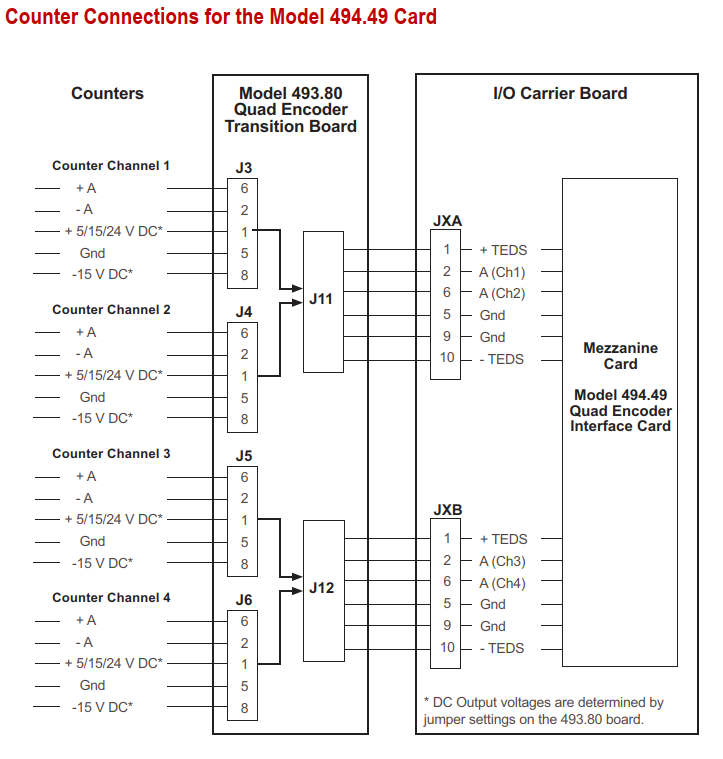 Counter Connections for the Model 494.49 Card
Counters
Model 493.80
Quad Encoder
Transition Board
I/O Carrier Board
Counter Channel 1
J3
+ A
6
- A
2
+ 5/15/24 V DC*
1
Gnd
5
-15 V DC*
8
Counter Channel 2
J4
+ A
6
- A
2
+ 5/15/24 V DC*
1
Gnd
5
-15 V DC*
8
J11
JXA
1
+ TEDS
2
A (Ch1)
6
A (Ch2)
5
Gnd
9
Gnd
10
- TEDS
Mezzanine
Card
Model 494.49
Quad Encoder
Interface Card
Counter Channel 3
J5
+ A
6
- A
2
+ 5/15/24 V DC*
1
Gnd
5
-15 V DC*
8
Counter Channel 4
J6
+ A
6
- A
2
+ 5/15/24 V DC*
1
Gnd
5
-15 V DC*
8
J12
JXB
1
+ TEDS
2
A (Ch3)
6
A (Ch4)
5
Gnd
9
Gnd
10
- TEDS
* DC Output voltages are determined by
jumper settings on the 493.80 board.